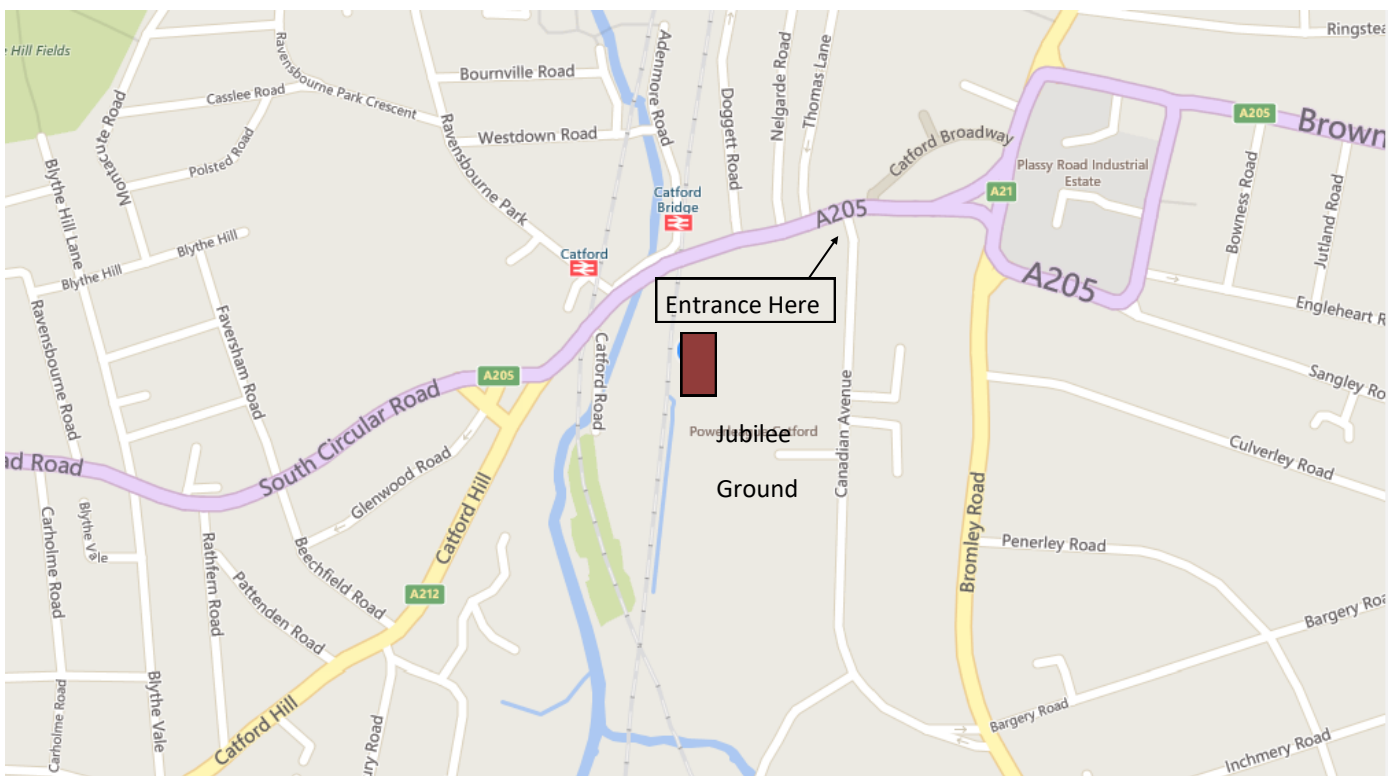 Hill Fields
Ravensbourne Park Crescent
Bournville Road
Adenmore Road
Doggett Road
Nelgarde Road
Thomas Lane
Casslee Road
Montacute Road
Polsted Road
Westdown Road
Ravensbourne Park
Catford Broadway
A205
Brown
Ringstea
Plassy Road Industrial
Estate
A21
Bowness Road
Jutland Road
Catford
Bridge
A205
Blythe Hill Lane
Blythe Hill
Blythe Hill
Catford
Entrance Here
A205
Engleheart R
Ravensbourne Road
Faversham Road
Catford Road
A205
South Circular Road
Sangley Ro
Jubilee
Ground
Canadian Avenue
Culverley Road
ad Road
Glenwood Road
Catford Hill
Bromley Road
Penerley Road
Carholme Road
Blythe Vale
Rathfern Road
Beechfield Road
Pattenden Road
A212
Bargery Roa
Bargery Road
Carholme Road
Blythe Vale
Catford Hill
ury Road
Inchmery Road